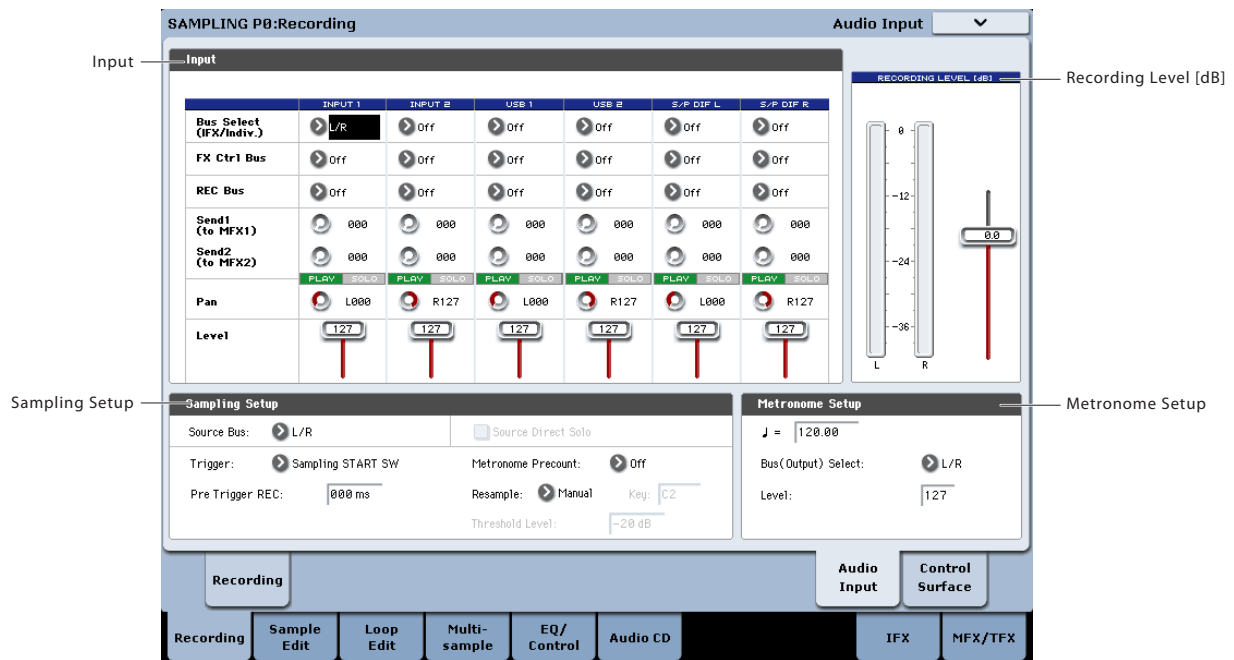 SAMPLING P0:Recording
Audio Input
Input
Input
Recording Level [dB]
RECORDING LEVEL [dB]
INPUT 1 INPUT 2 USB 1 USB 2 S/P DIF L S/P DIF R
Bus Select
(IFX/Indiv.)
L/R Off Off Off Off Off
FX Ctrl Bus Off Off Off Off Off Off
REC Bus Off Off Off Off Off Off
Send1
(to MFX1)
000 000 000 000 000 000
Send2
(to MFX2)
000 000 000 000 000 000
PLAY SOLO PLAY SOLO PLAY SOLO PLAY SOLO PLAY SOLO PLAY SOLO
Pan L000 R127 L000 R127 L000 R127
Level 127 127 127 127 127 127
0
-12
-24
-36
L R
0.0
Sampling Setup
Sampling Setup
Source Bus: L/R Source Direct Solo
Trigger: Sampling START SW Metronome Precount: Off
Pre Trigger REC: 000 ms Resample: Manual Key: C2
Threshold Level: -20 dB
Metronome Setup
Metronome Setup
♩ = 120.00
Bus(Output) Select: L/R
Level: 127
Recording
Audio
Input
Control
Surface
Recording
Sample
Edit
Loop
Edit
Multi-
sample
EQ/
Control
Audio CD
IFX
MFX/TFX